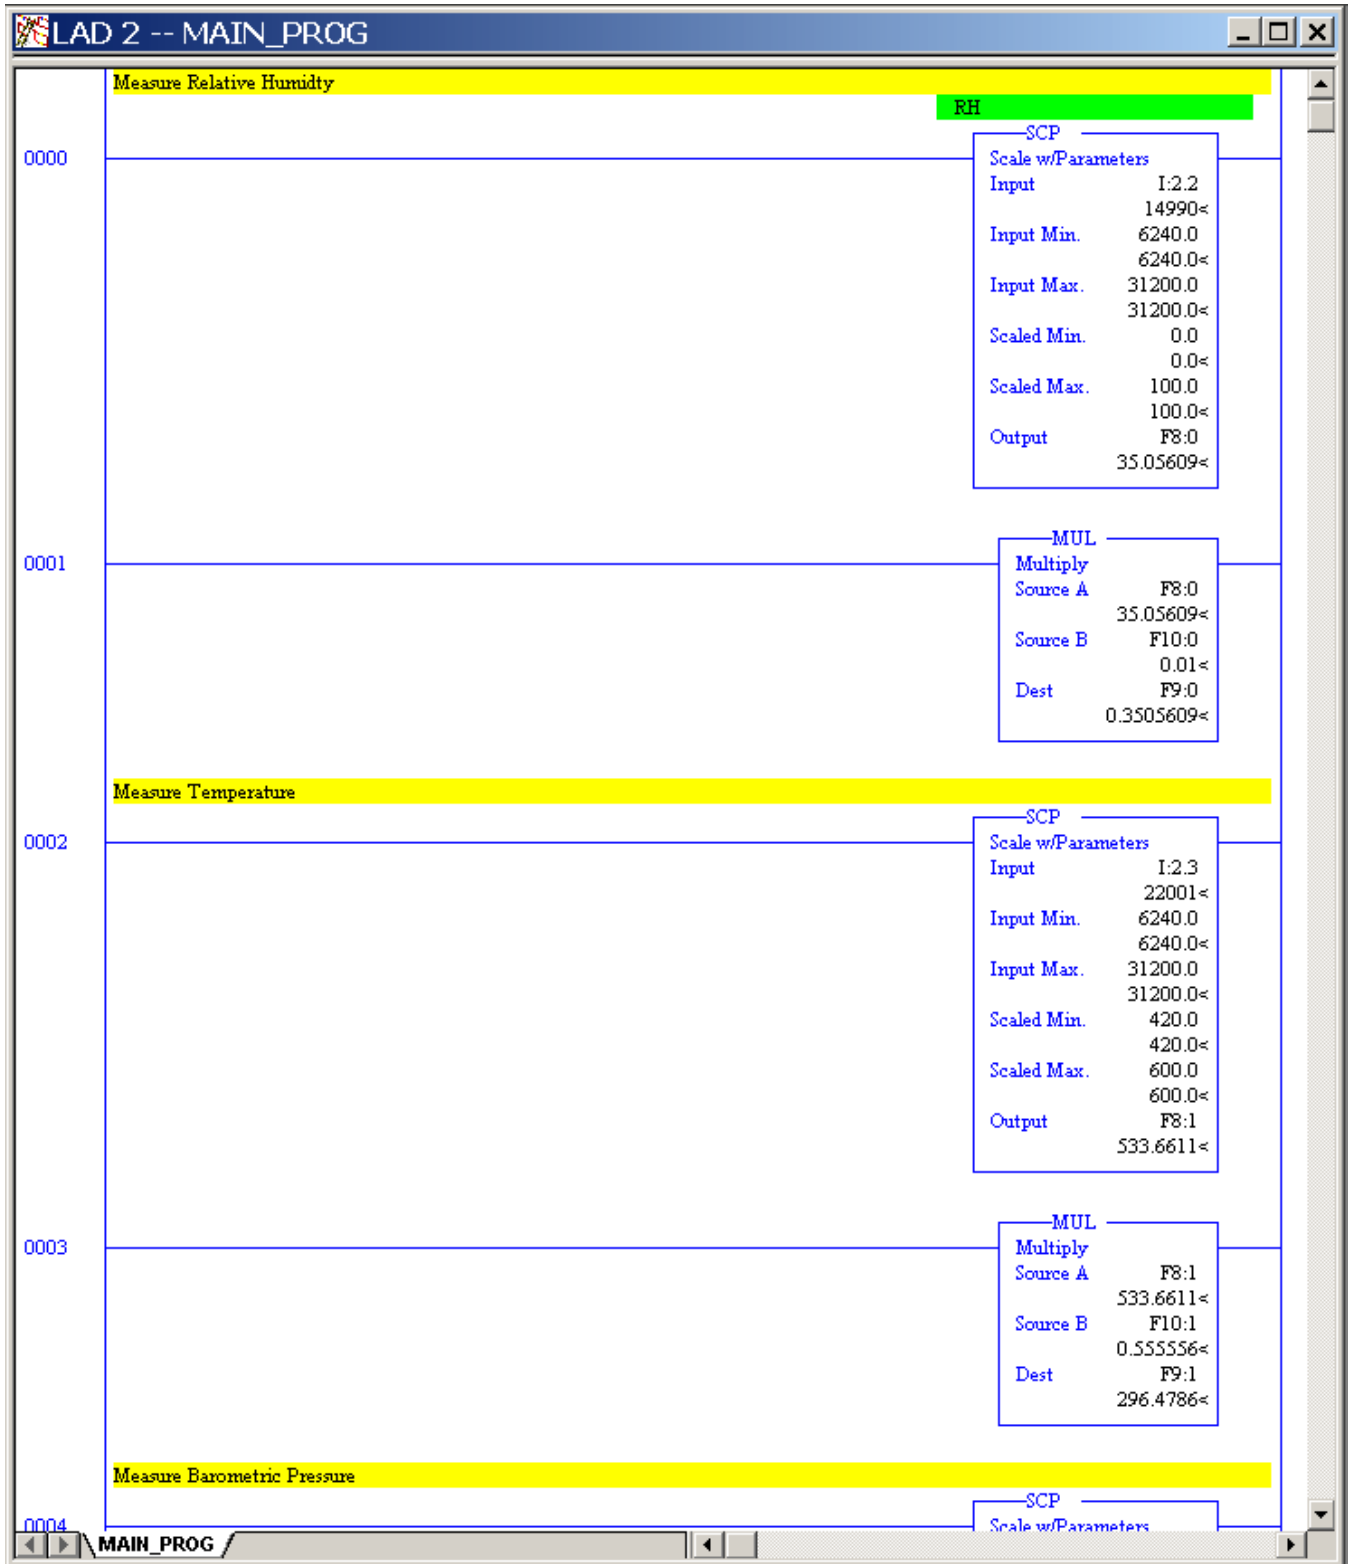 LAD 2 -- MAIN_PROG
Measure Relative Humidty
RH
SCP
0000
Scale w/Parameters
Input I:2.2
14990<
Input Min. 6240.0
6240.0<
Input Max. 31200.0
31200.0<
Scaled Min. 0.0
0.0<
Scaled Max. 100.0
100.0<
Output F8:0
35.05609<
MUL
0001
Multiply
Source A F8:0
35.05609<
Source B F10:0
0.01<
Dest F9:0
0.3505609<
Measure Temperature
SCP
0002
Scale w/Parameters
Input I:2.3
22001<
Input Min. 6240.0
6240.0<
Input Max. 31200.0
31200.0<
Scaled Min. 420.0
420.0<
Scaled Max. 600.0
600.0<
Output F8:1
533.6611<
MUL
0003
Multiply
Source A F8:1
533.6611<
Source B F10:1
0.555556<
Dest F9:1
296.4786<
Measure Barometric Pressure
SCP
0004
Scale w/Parameters
MAIN_PROG